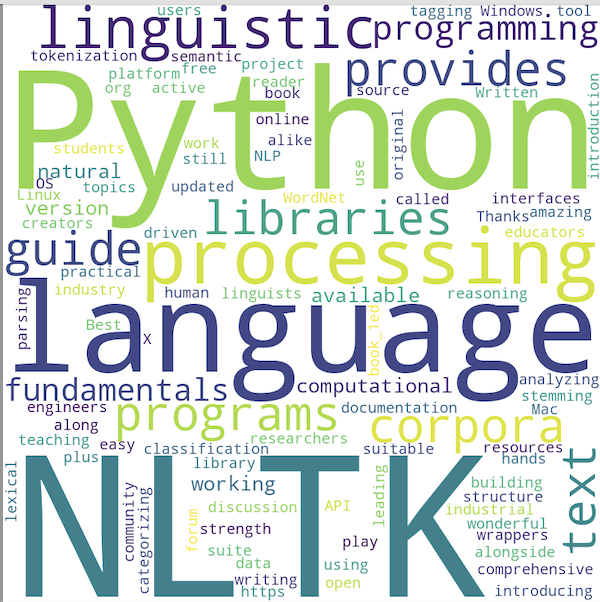 users
tagging Windows tool
linguistic programming
tokenization semantic
platform free project
provides
org active
reader
book
source
Written
introduction
Python
online
original
students
work
alike
still
NLP
use
natural
OS
topics
updated
Linux
WordNet
called
interfaces
version
libraries
Thanks amazing
creators
driven
educators
guide
processing
practical
industry
human
linguists
available
reasoning
parsing
language
Best
X
book_1ed
fundamentals
computational
analyzing
stemming
engineers
programs
documentation
Mac
along
corpora
teaching
easy
researchers
plus
classification
suitable
resources
library
hands
lexical
NLTK
working
text
community
categorizing
discussion
API
leading
building
structure
forum
strength
industrial
wonderful
play
wrappers
suite
alongside
data
using
comprehensive
writing
open
https
introducing